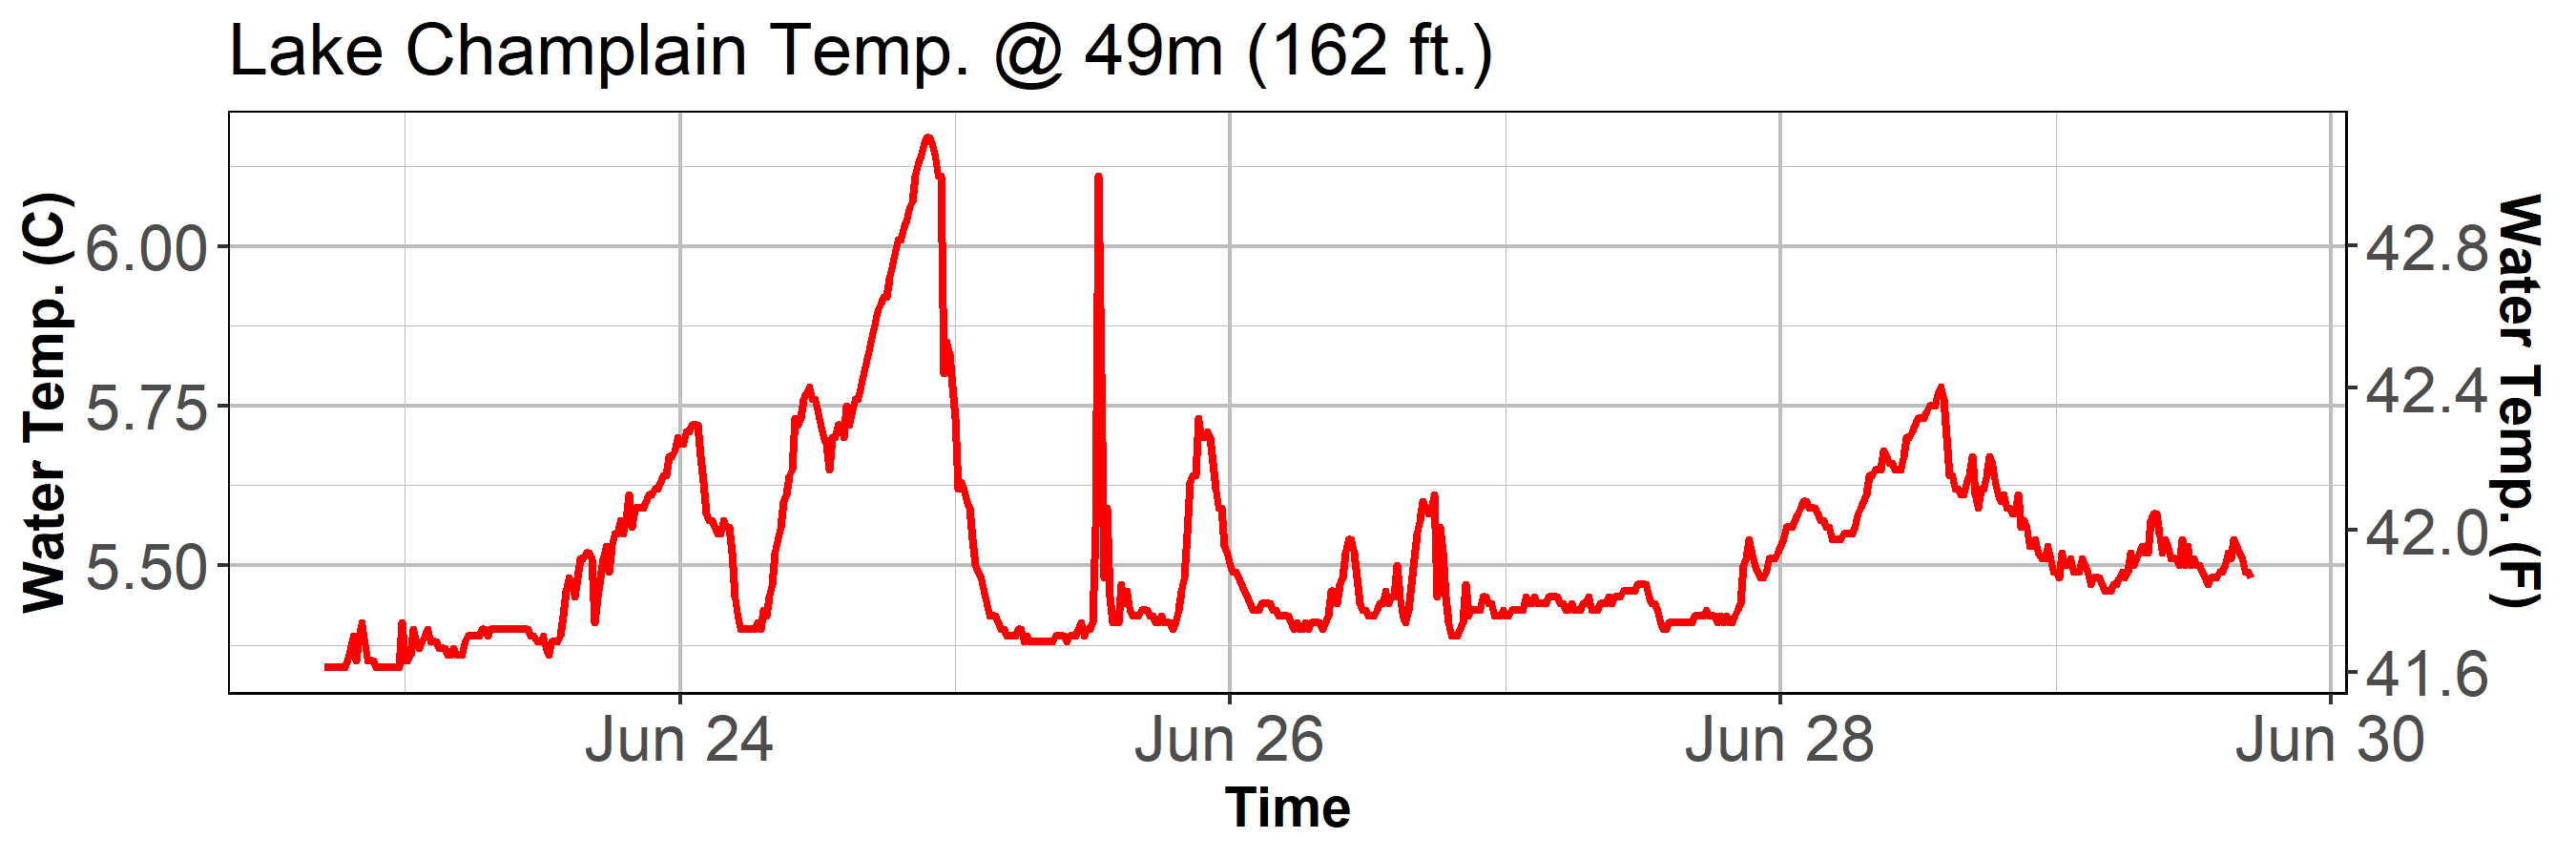 Lake Champlain Temp. @ 49m (162 ft.)
Water Temp. (C)
6.00
5.75
5.50
42.8
42.4
42.0
41.6
Water Temp. (F)
Jun 24 Jun 26 Jun 28 Jun 30
Time